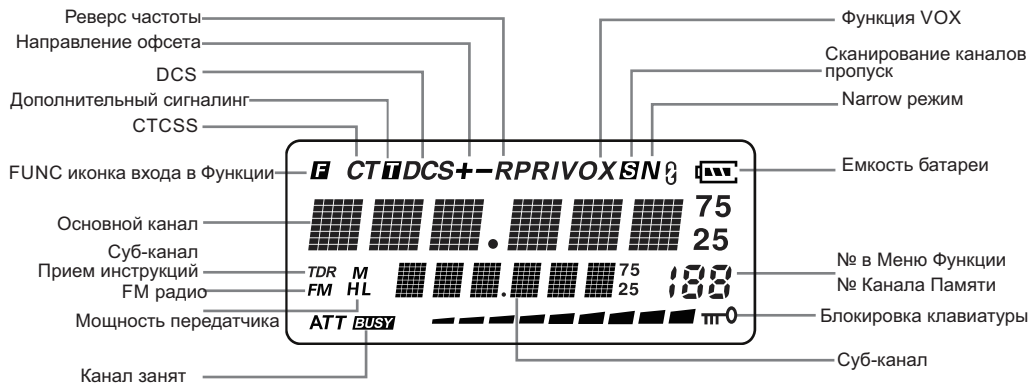 Реверс частоты
Направление офсета
DCS
Дополнительный сигналинг
CTCSS
FUNC иконка входа в Функции
Основной канал
Суб-канал
Прием инструкций
FM радио
Мощность передатчика
Канал занят
Функция VOX
Сканирование каналов
пропуск
Narrow режим
Емкость батареи
№ в Меню Функции
№ Канала Памяти
Блокировка клавиатуры
Суб-канал
F CT T DCS+-RPRIVOX S N 0
75
25
TDR M
FM HL
75
25
188
ATT BUSY